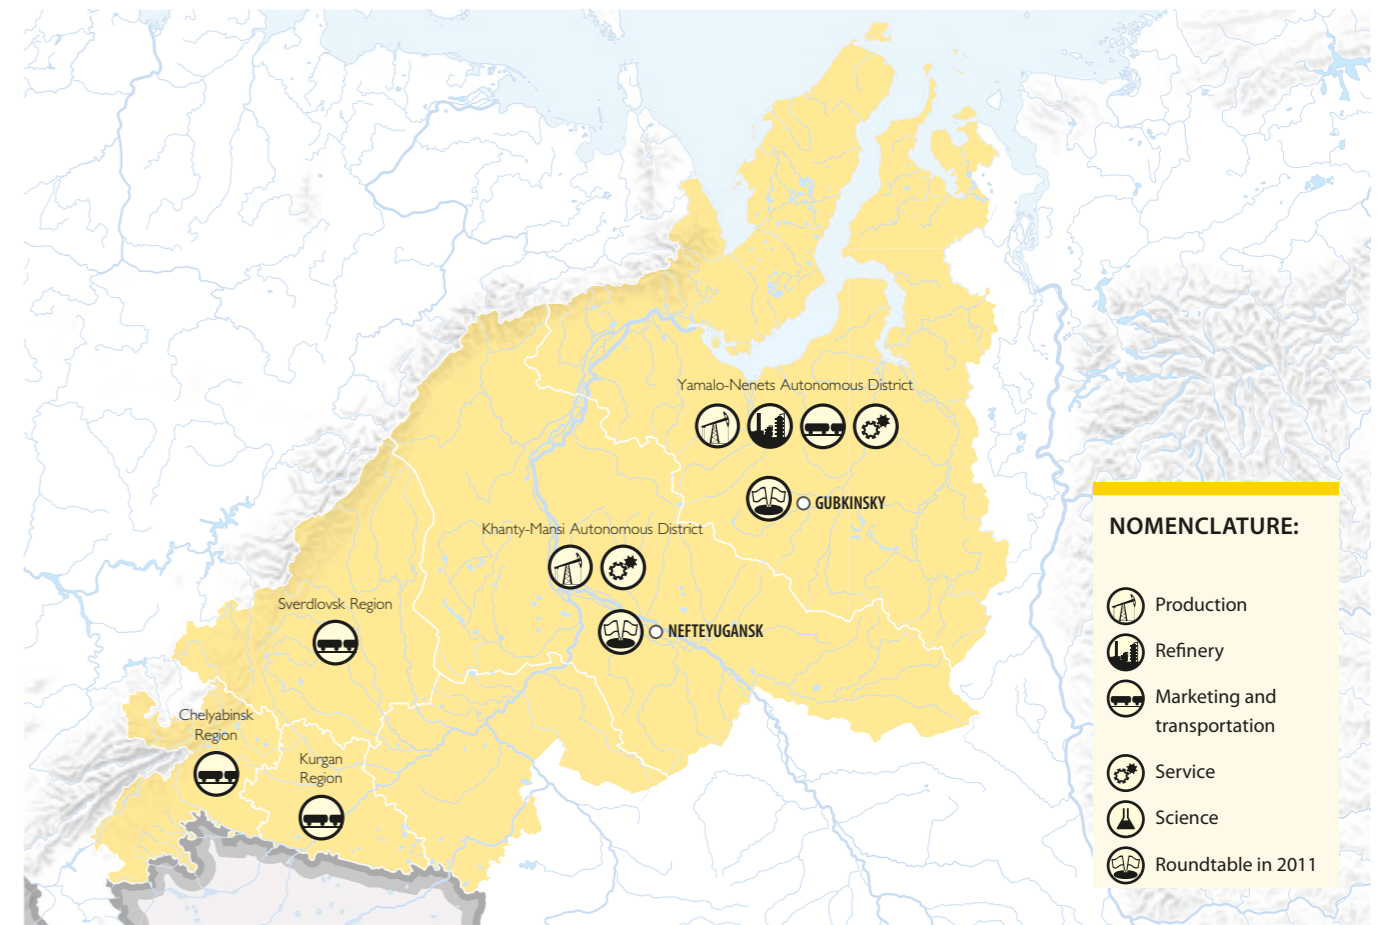 Yamalo-Nenets Autonomous District
GUBKINSKY
Khanty-Mansi Autonomous District
NEFTEYUGANSK
Sverdlovsk Region
Chelyabinsk
Region
Kurgan
Region
NOMENCLATURE:
Production
Refinery
Marketing and
transportation
Service
Science
Roundtable in 2011